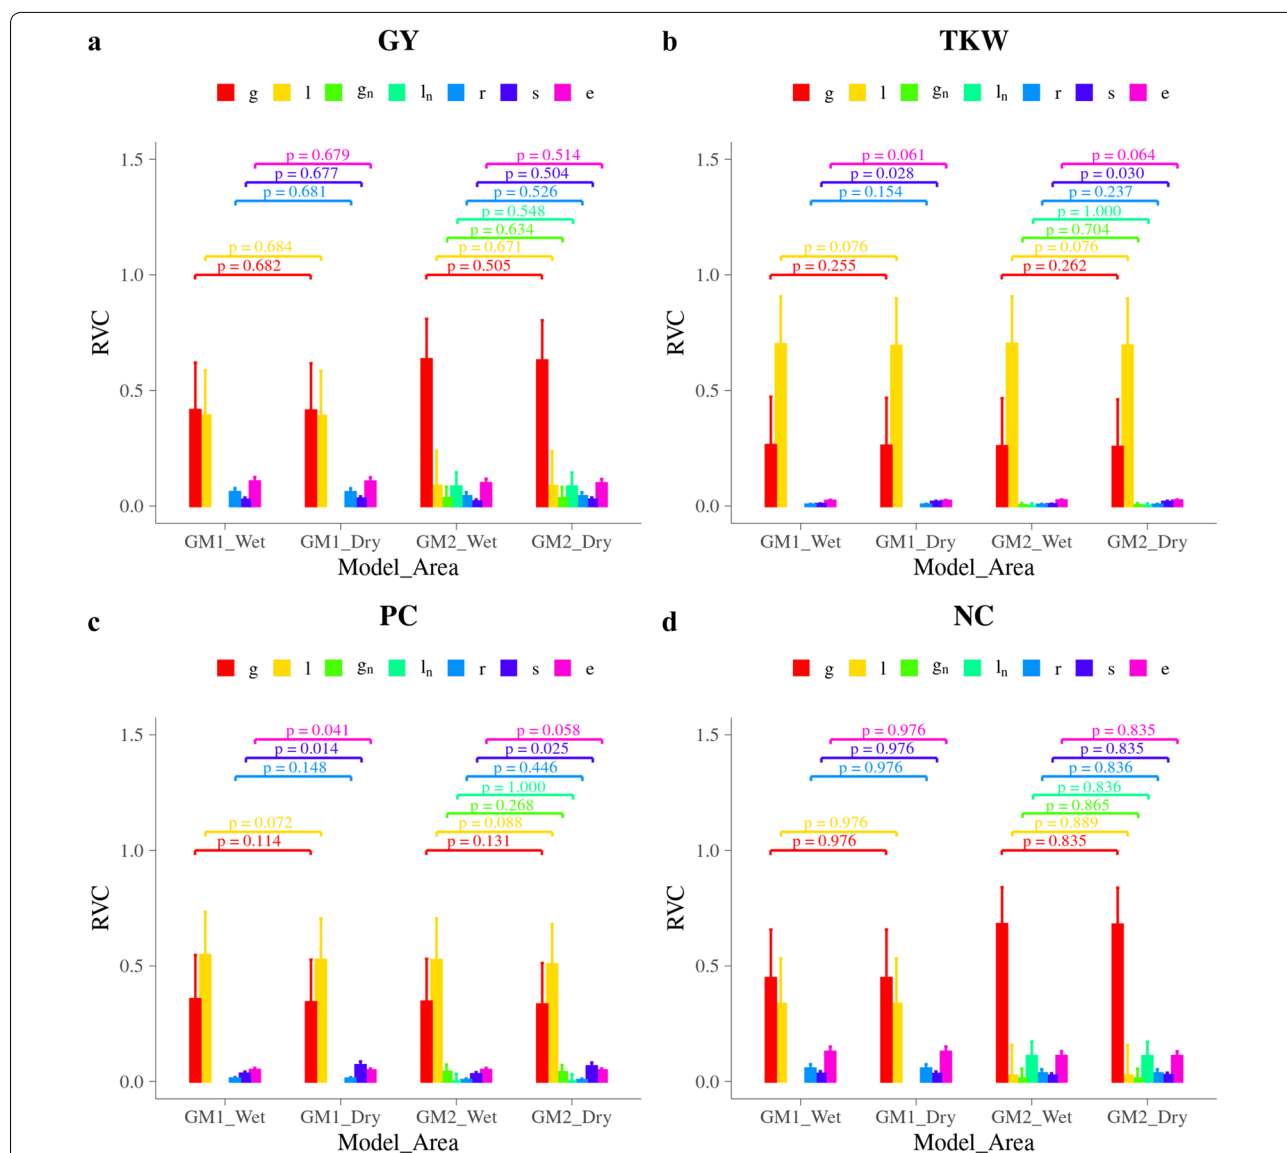 a GY
g l gn ln r s e
p = 0.679 p = 0.514
p = 0.677 p = 0.504
p = 0.681 p = 0.526
p = 0.548
p = 0.634
p = 0.684 p = 0.671
p = 0.682 p = 0.505
1.5
1.0
0.5
0.0
RVC
GM1_Wet GM1_Dry GM2_Wet GM2_Dry
Model_Area
b TKW
g l gn ln r s e
p = 0.061 p = 0.064
p = 0.028 p = 0.030
p = 0.154 p = 0.237
p = 1.000
p = 0.704
p = 0.076 p = 0.076
p = 0.255 p = 0.262
1.5
1.0
0.5
0.0
RVC
GM1_Wet GM1_Dry GM2_Wet GM2_Dry
Model_Area
c PC
g l gn ln r s e
p = 0.041 p = 0.058
p = 0.014 p = 0.025
p = 0.148 p = 0.446
p = 1.000
p = 0.268
p = 0.072 p = 0.088
p = 0.114 p = 0.131
1.5
1.0
0.5
0.0
RVC
GM1_Wet GM1_Dry GM2_Wet GM2_Dry
Model_Area
d NC
g l gn ln r s e
p = 0.976 p = 0.835
p = 0.976 p = 0.835
p = 0.976 p = 0.836
p = 0.836
p = 0.865
p = 0.976 p = 0.889
p = 0.976 p = 0.835
1.5
1.0
0.5
0.0
RVC
GM1_Wet GM1_Dry GM2_Wet GM2_Dry
Model_Area